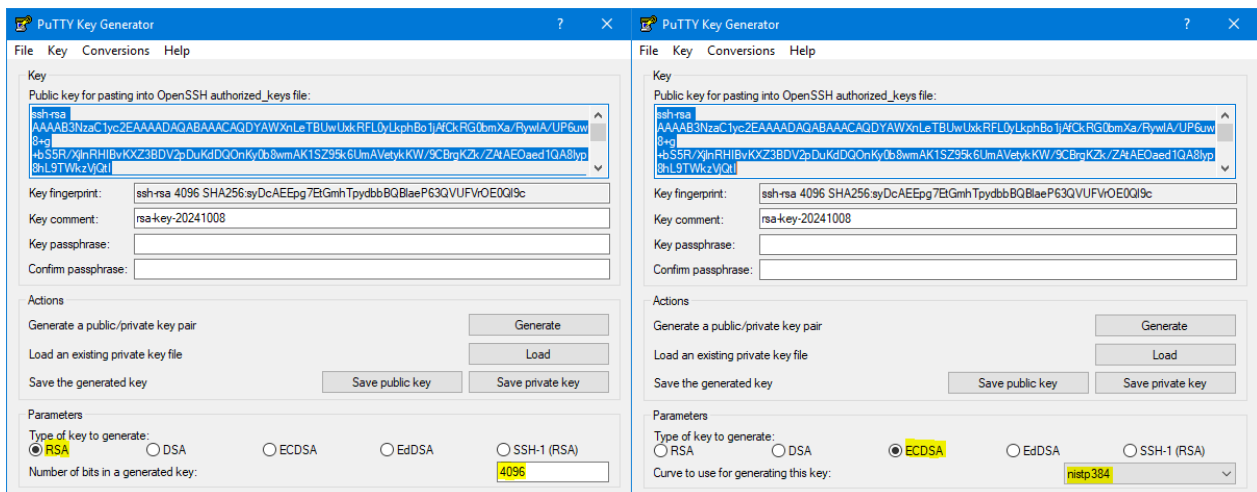 PuTTY Key Generator
File Key Conversions Help
Key
Public key for pasting into OpenSSH authorized_keys file:
ssh-rsa
AAAAB3NzaC1yc2EAAAADAQABAAACAQDYAWXnLeTBUwUxkRFL0yLkphBo1jAfCkRG0bmXa/RywIA/UP6uw
8+g
+bS5R/XjlnRHIBvKXZ3BDV2pDuKdDQOnKy0b8wmAK1SZ95k6UmAVetykKW/9CBrgKZk/ZAtAEOaed1QA8lyp
8hL9TWkzVjQtI
Key fingerprint: ssh-rsa 4096 SHA256:syDcAEEpg7EtGmhTpydbbBQBlaeP63QVUFVrOE0QI9c
Key comment: rsa-key-20241008
Key passphrase:
Confirm passphrase:
Actions
Generate a public/private key pair Generate
Load an existing private key file Load
Save the generated key Save public key Save private key
Parameters
Type of key to generate:
RSA DSA ECDSA EdDSA SSH-1 (RSA)
Number of bits in a generated key: 4096
PuTTY Key Generator
File Key Conversions Help
Key
Public key for pasting into OpenSSH authorized_keys file:
ssh-rsa
AAAAB3NzaC1yc2EAAAADAQABAAACAQDYAWXnLeTBUwUxkRFL0yLkphBo1jAfCkRG0bmXa/RywIA/UP6uw
8+g
+bS5R/XjlnRHIBvKXZ3BDV2pDuKdDQOnKy0b8wmAK1SZ95k6UmAVetykKW/9CBrgKZk/ZAtAEOaed1QA8lyp
8hL9TWkzVjQtI
Key fingerprint: ssh-rsa 4096 SHA256:syDcAEEpg7EtGmhTpydbbBQBlaeP63QVUFVrOE0QI9c
Key comment: rsa-key-20241008
Key passphrase:
Confirm passphrase:
Actions
Generate a public/private key pair Generate
Load an existing private key file Load
Save the generated key Save public key Save private key
Parameters
Type of key to generate:
RSA DSA ECDSA EdDSA SSH-1 (RSA)
Curve to use for generating this key: nistp384